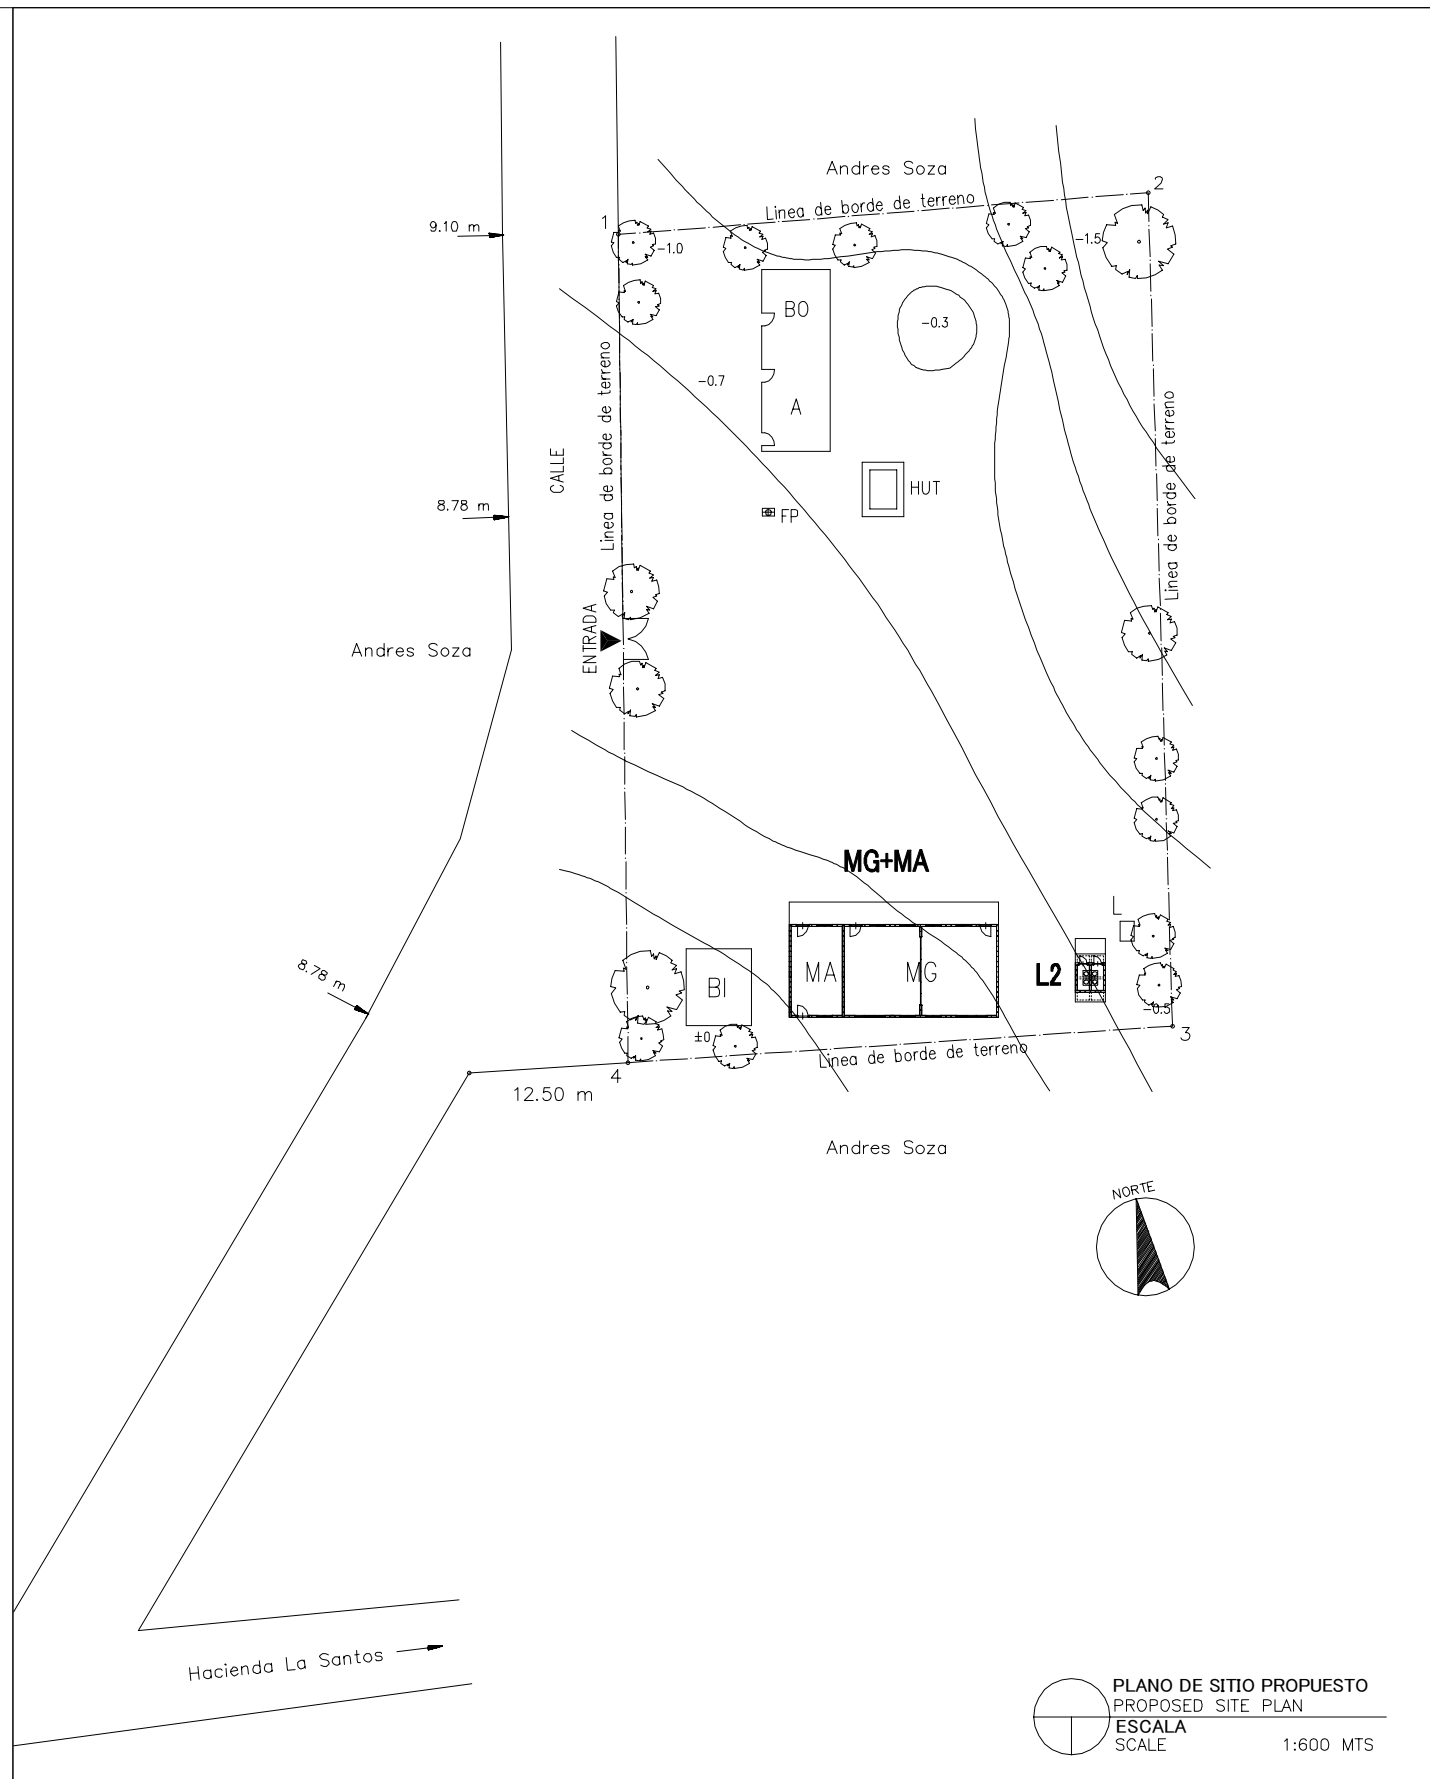 Andres Soza
2
Linea de borde de terreno
1
9.10 m
-1.0
-1.5
BO
-0.3
Linea de borde de terreno
-0.7
A
Linea de borde de terreno
CALLE
HUT
8.78 m
FP
ENTRADA
Andres Soza
MG+MA
L
8.78 m
BI
MA
MG
L2
-0.5
±0
3
Linea de borde de terreno
4
12.50 m
Andres Soza
NORTE
Hacienda La Santos
PLANO DE SITIO PROPUESTO
PROPOSED SITE PLAN
ESCALA
SCALE 1:600 MTS